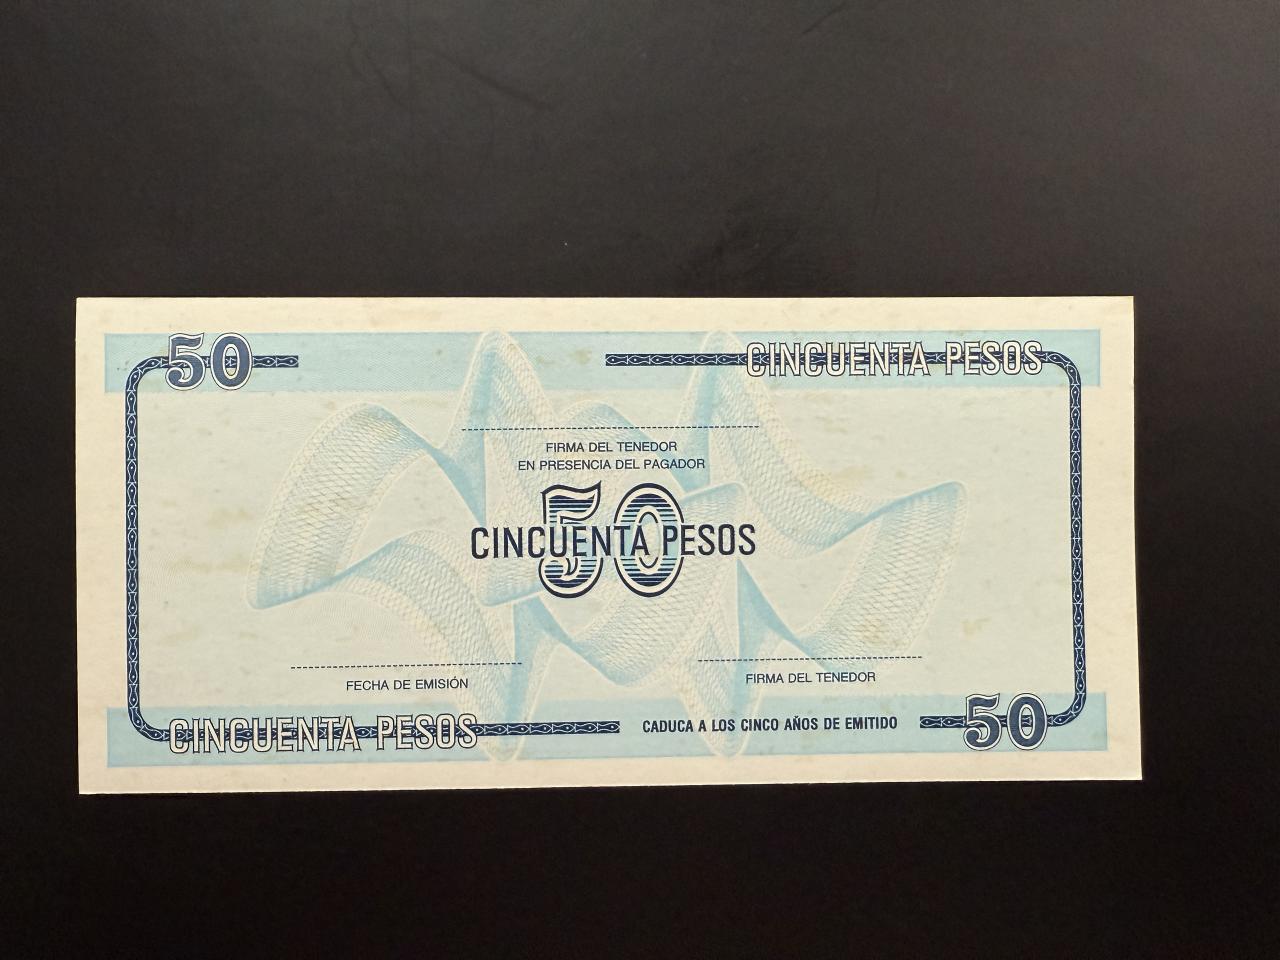 50
CINCUENTA PESOS
FIRMA DEL TENEDOR
EN PRESENCIA DEL PAGADOR
50
CINCUENTA PESOS
FECHA DE EMISIÓN
FIRMA DEL TENEDOR
CINCUENTA PESOS
CADUCA A LOS CINCO AÑOS DE EMITIDO
50